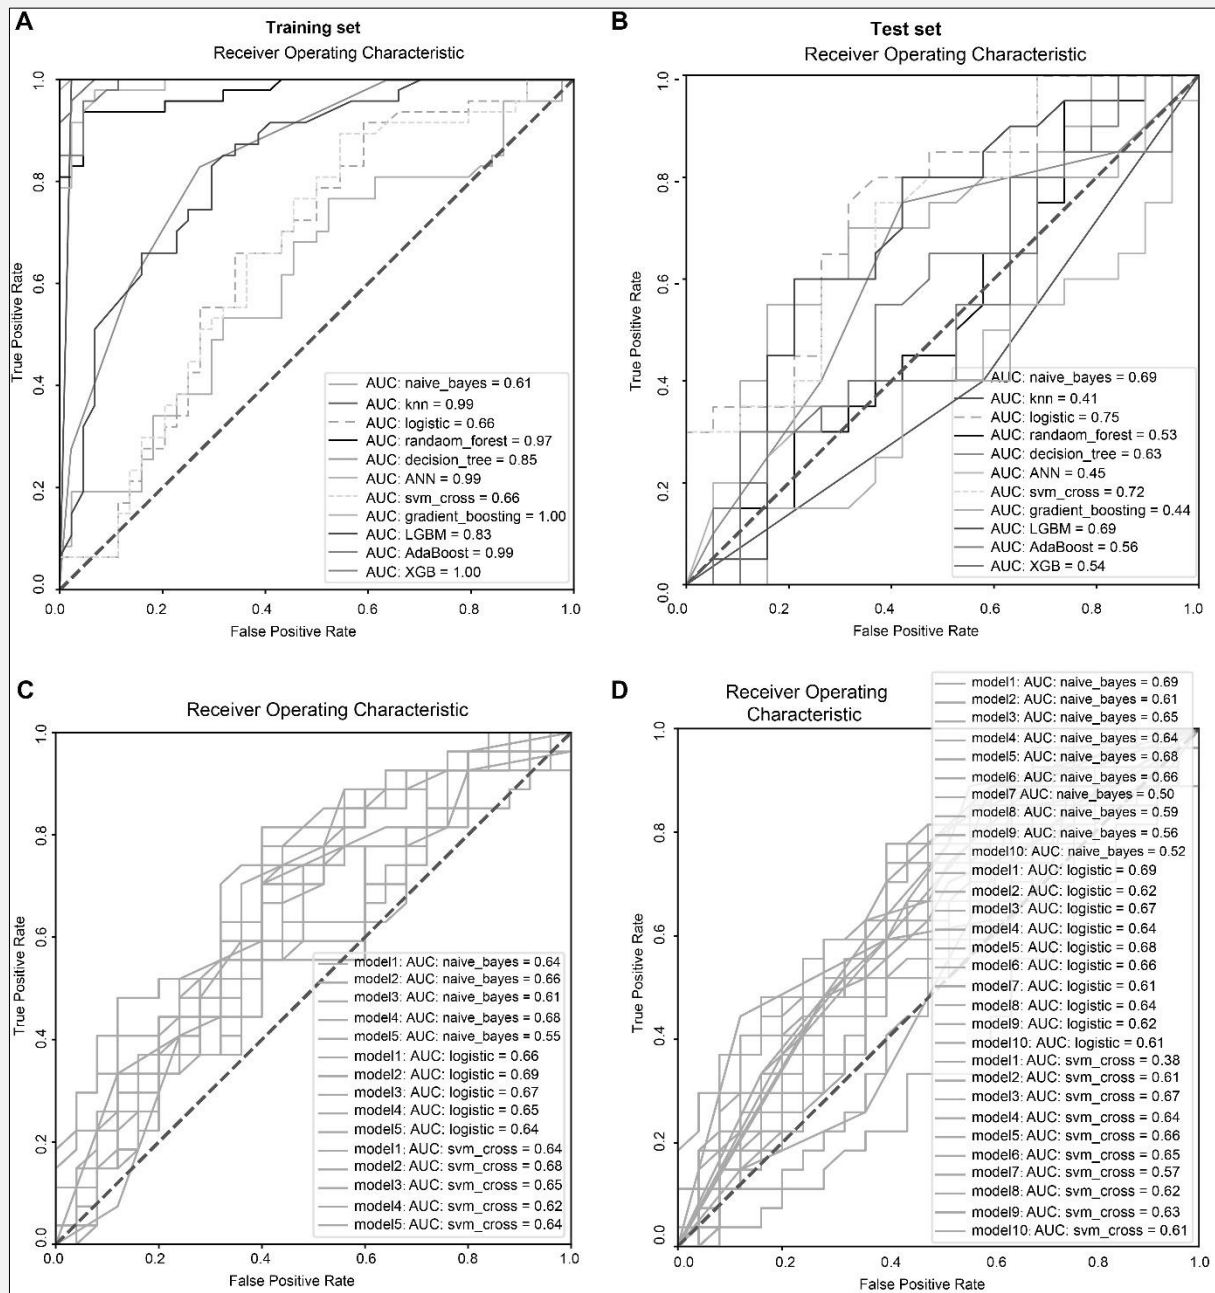 A
Training set
Receiver Operating Characteristic
1.0
0.8
0.6
0.4
0.2
0.0
True Positive Rate
AUC: naive_bayes = 0.61
AUC: knn = 0.99
AUC: logistic = 0.66
AUC: randaom_forest = 0.97
AUC: decision_tree = 0.85
AUC: ANN = 0.99
AUC: svm_cross = 0.66
AUC: gradient_boosting = 1.00
AUC: LGBM = 0.83
AUC: AdaBoost = 0.99
AUC: XGB = 1.00
0.0 0.2 0.4 0.6 0.8 1.0
False Positive Rate
B
Test set
Receiver Operating Characteristic
1.0
0.8
0.6
0.4
0.2
0.0
True Positive Rate
AUC: naive_bayes = 0.69
AUC: knn = 0.41
AUC: logistic = 0.75
AUC: randaom_forest = 0.53
AUC: decision_tree = 0.63
AUC: ANN = 0.45
AUC: svm_cross = 0.72
AUC: gradient_boosting = 0.44
AUC: LGBM = 0.69
AUC: AdaBoost = 0.56
AUC: XGB = 0.54
0.0 0.2 0.4 0.6 0.8 1.0
False Positive Rate
C
Receiver Operating Characteristic
1.0
0.8
0.6
0.4
0.2
0.0
True Positive Rate
model1: AUC: naive_bayes = 0.64
model2: AUC: naive_bayes = 0.66
model3: AUC: naive_bayes = 0.61
model4: AUC: naive_bayes = 0.68
model5: AUC: naive_bayes = 0.55
model1: AUC: logistic = 0.66
model2: AUC: logistic = 0.69
model3: AUC: logistic = 0.67
model4: AUC: logistic = 0.65
model5: AUC: logistic = 0.64
model1: AUC: svm_cross = 0.64
model2: AUC: svm_cross = 0.68
model3: AUC: svm_cross = 0.65
model4: AUC: svm_cross = 0.62
model5: AUC: svm_cross = 0.64
0.0 0.2 0.4 0.6 0.8 1.0
False Positive Rate
D
Receiver Operating
Characteristic
1.0
0.8
0.6
0.4
0.2
0.0
True Positive Rate
model1: AUC: naive_bayes = 0.69
model2: AUC: naive_bayes = 0.61
model3: AUC: naive_bayes = 0.65
model4: AUC: naive_bayes = 0.64
model5: AUC: naive_bayes = 0.68
model6: AUC: naive_bayes = 0.66
model7 AUC: naive_bayes = 0.50
model8: AUC: naive_bayes = 0.59
model9: AUC: naive_bayes = 0.56
model10: AUC: naive_bayes = 0.52
model1: AUC: logistic = 0.69
model2: AUC: logistic = 0.62
model3: AUC: logistic = 0.67
model4: AUC: logistic = 0.64
model5: AUC: logistic = 0.68
model6: AUC: logistic = 0.66
model7: AUC: logistic = 0.61
model8: AUC: logistic = 0.64
model9: AUC: logistic = 0.62
model10: AUC: logistic = 0.61
model1: AUC: svm_cross = 0.38
model2: AUC: svm_cross = 0.61
model3: AUC: svm_cross = 0.67
model4: AUC: svm_cross = 0.64
model5: AUC: svm_cross = 0.66
model6: AUC: svm_cross = 0.65
model7: AUC: svm_cross = 0.57
model8: AUC: svm_cross = 0.62
model9: AUC: svm_cross = 0.63
model10: AUC: svm_cross = 0.61
0.0 0.2 0.4 0.6 0.8 1.0
False Positive Rate